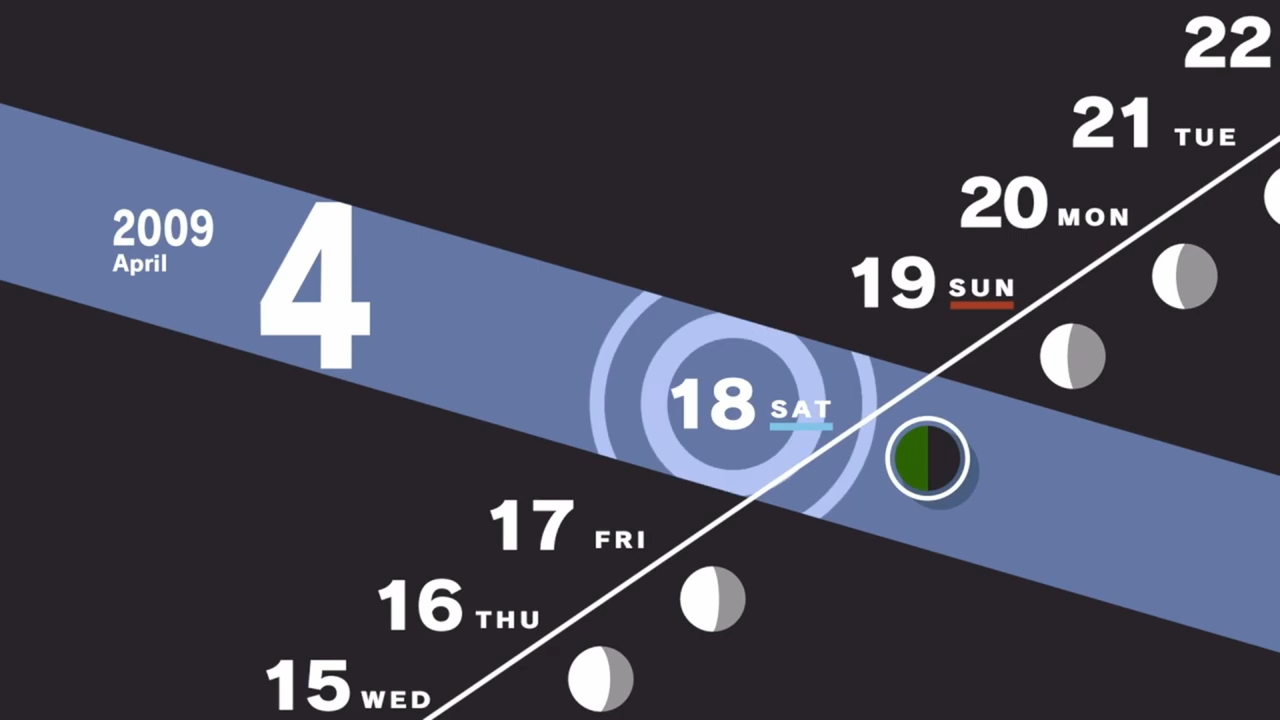 22
21 TUE
20 MON
2009
April
4
19 SUN
18 SAT
17 FRI
16 THU
15 WED